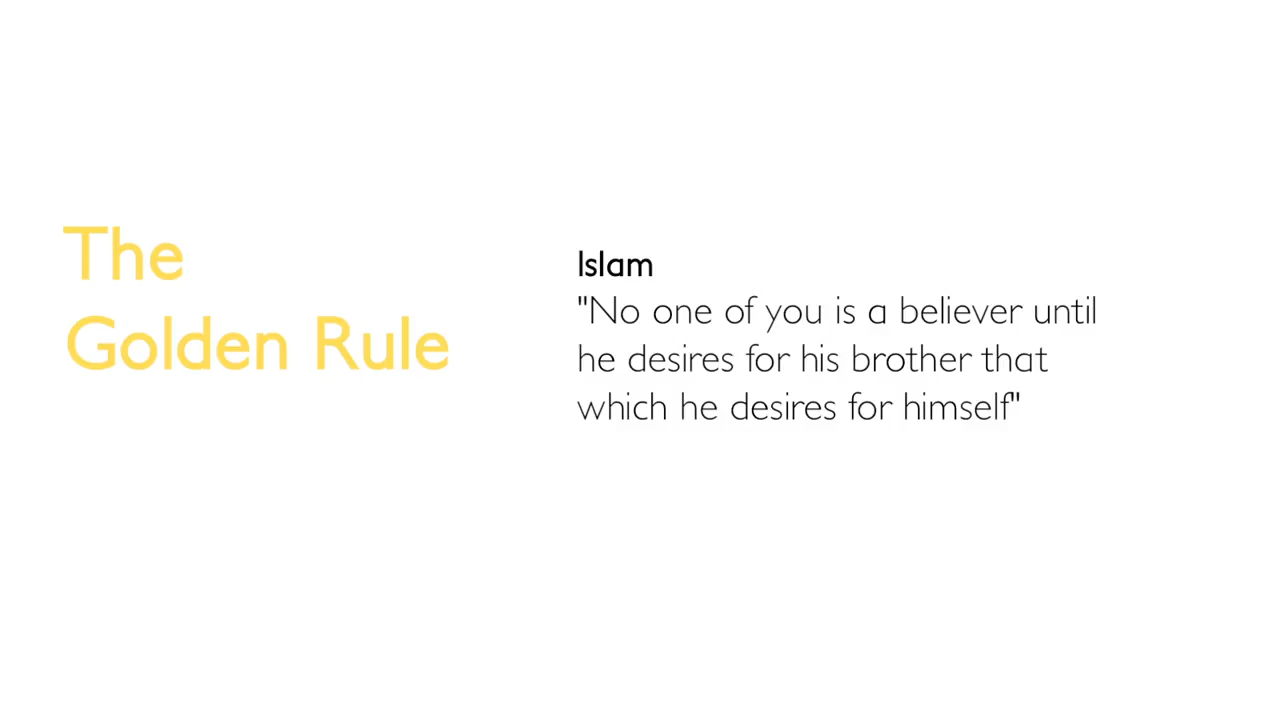 The
Golden Rule
Islam
"No one of you is a believer until
he desires for his brother that
which he desires for himself"